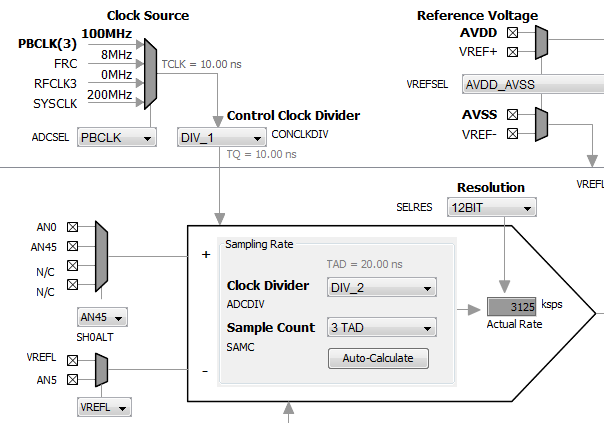 Clock Source
Reference Voltage
PBCLK(3)
100MHz
FRC
8MHz
RFCLK3
0MHz
SYSCLK
200MHz
TCLK = 10.00 ns
AVDD
VREF+
VREFSEL
AVDD_AVSS
ADCSEL
PBCLK
Control Clock Divider
DIV_1
CONCLKDIV
TQ = 10.00 ns
AVSS
VREF-
VREFL
Resolution
SELRES
12BIT
AN0
AN45
N/C
N/C
AN45
SH0ALT
+
Sampling Rate
TAD = 20.00 ns
Clock Divider
DIV_2
ADCDIV
Sample Count
3 TAD
SAMC
Auto-Calculate
3125
ksps
Actual Rate
VREFL
AN5
-
VREFL